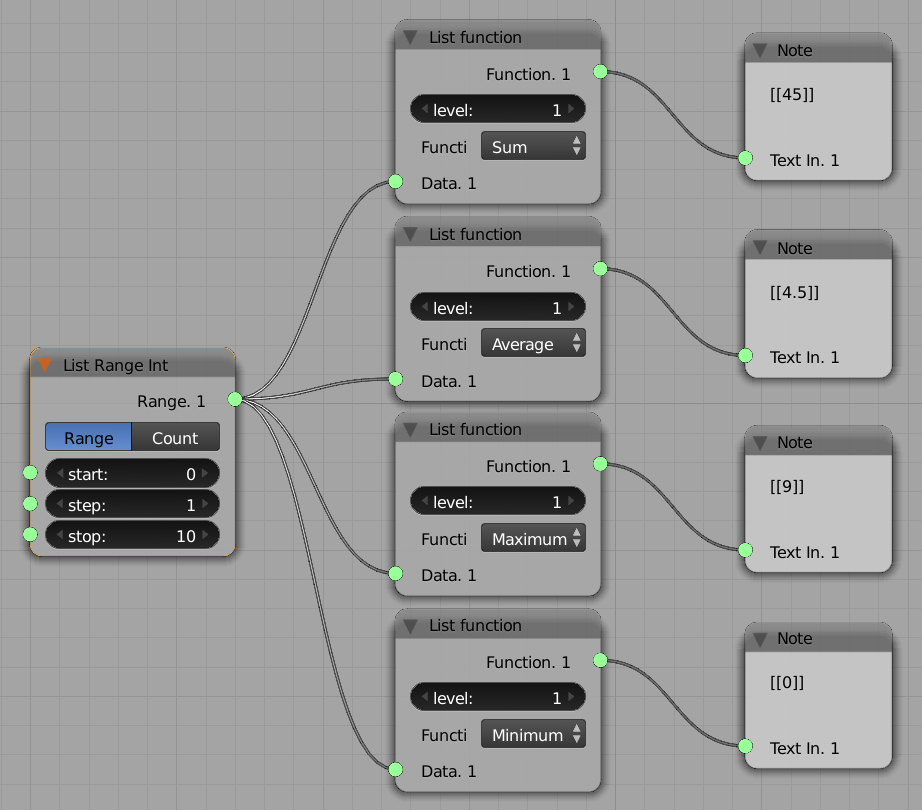 List Range Int
Range. 1
Range Count
start: 0
step: 1
stop: 10
List function
Function. 1
level: 1
Functi Sum
Data. 1
Note
[[45]]
Text In. 1
List function
Function. 1
level: 1
Functi Average
Data. 1
Note
[[4.5]]
Text In. 1
List function
Function. 1
level: 1
Functi Maximum
Data. 1
Note
[[9]]
Text In. 1
List function
Function. 1
level: 1
Functi Minimum
Data. 1
Note
[[0]]
Text In. 1